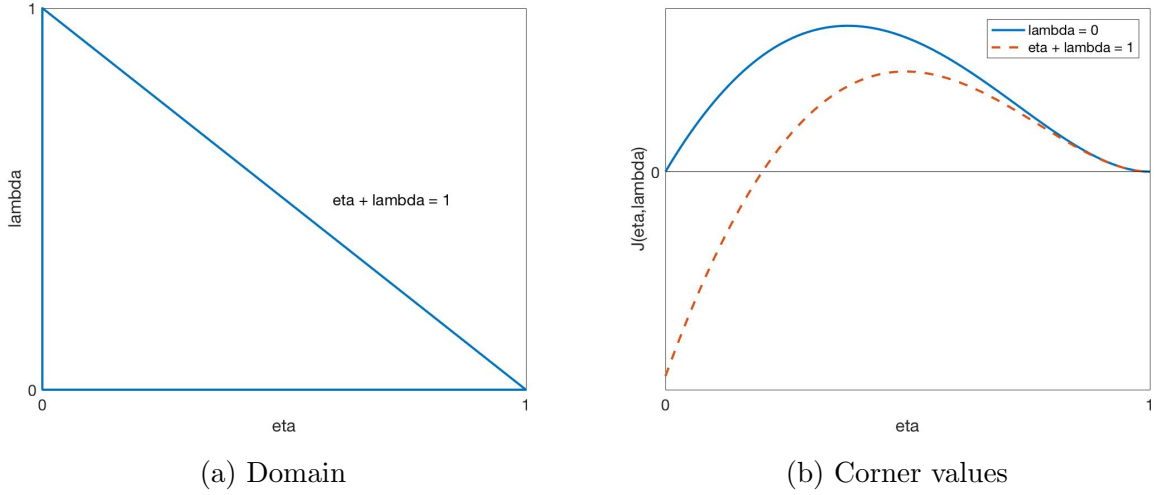 1
lambda
eta + lambda = 1
0
0
1
eta
(a) Domain
lambda = 0
eta + lambda = 1
J(eta,lambda)
0
0
1
eta
(b) Corner values